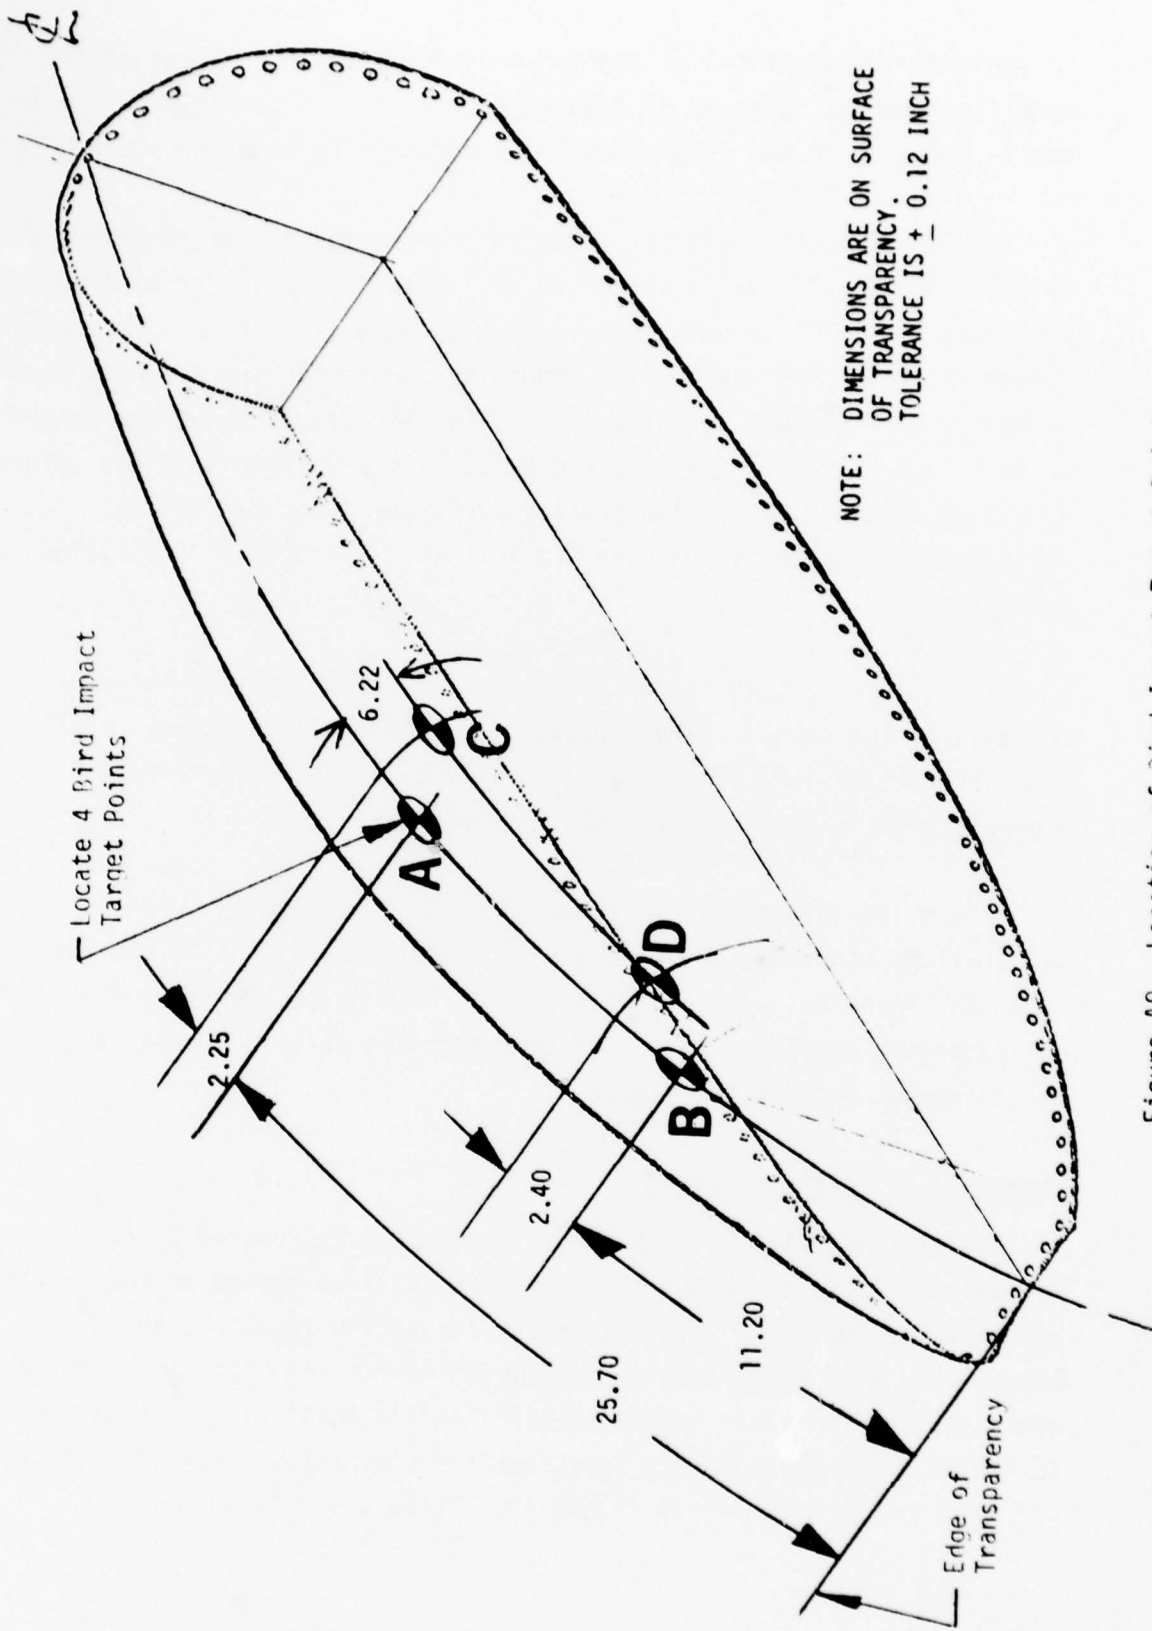 ℄
Locate 4 Bird Impact
Target Points
6.22
A
C
D
B
2.25
2.40
25.70
11.20
Edge of
Transparency
NOTE: DIMENSIONS ARE ON SURFACE
OF TRANSPARENCY.
TOLERANCE IS ± 0.12 INCH